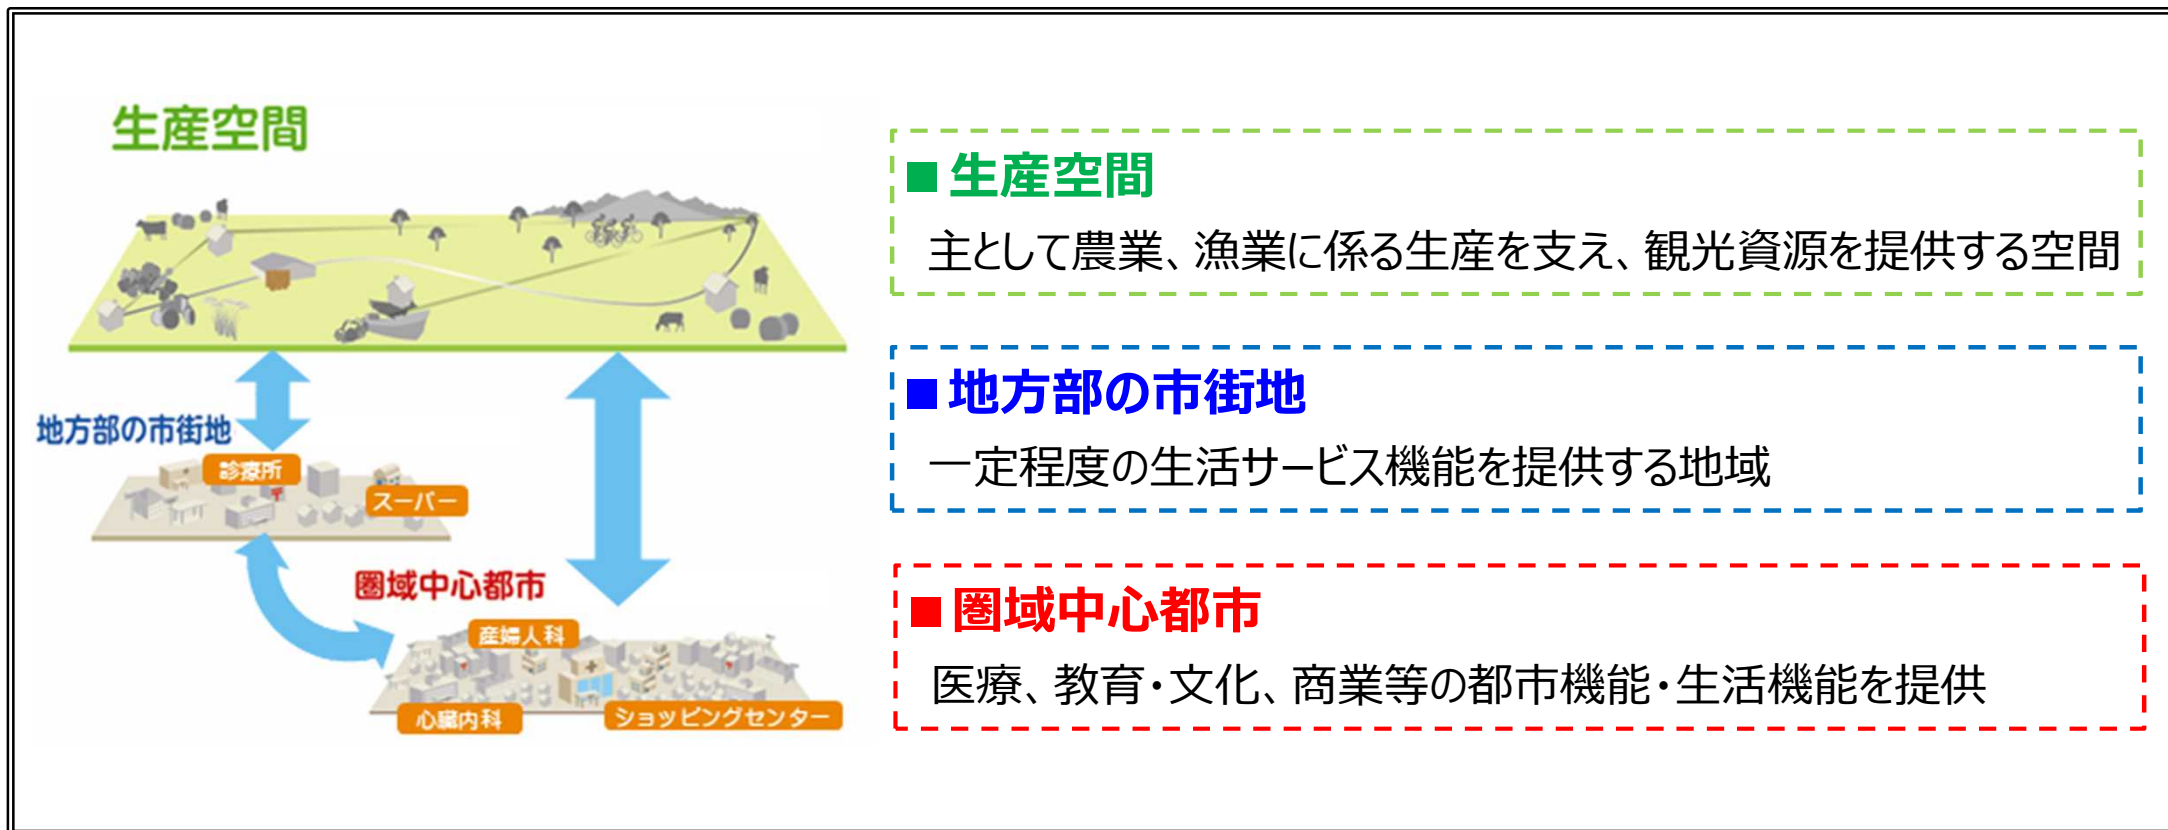 生産空間
地方部の市街地
診療所
スーパー
圏域中心都市
産婦人科
心臓内科
ショッピングセンター
■生産空間
主として農業、漁業に係る生産を支え、観光資源を提供する空間
■地方部の市街地
一定程度の生活サービス機能を提供する地域
■圏域中心都市
医療、教育・文化、商業等の都市機能・生活機能を提供